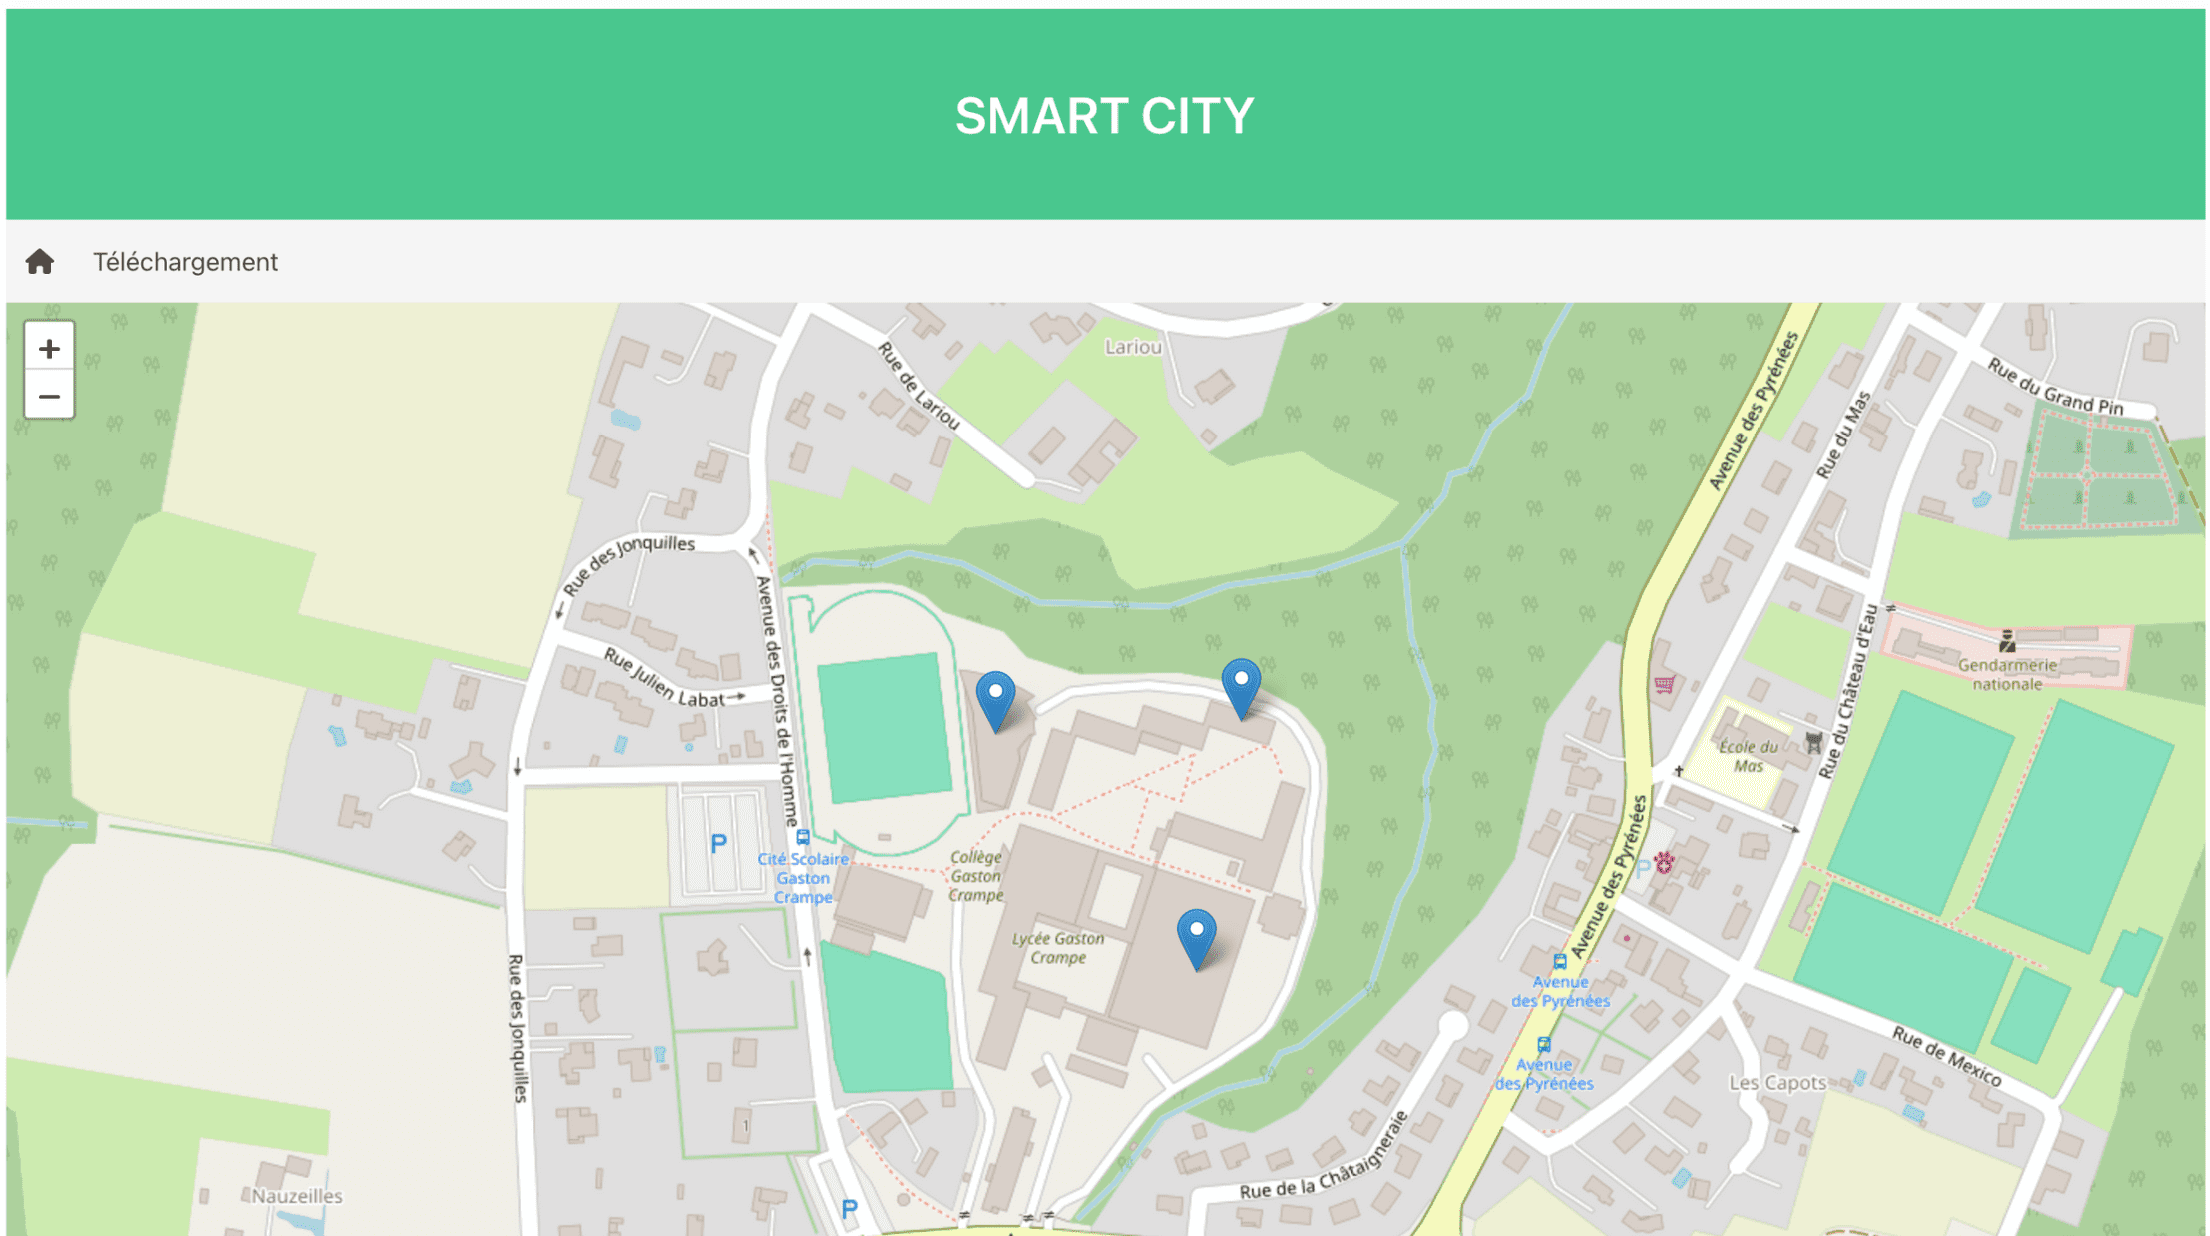 SMART CITY
Téléchargement
+
−
Lariou
Rue de Lariou
Avenue des Pyrénées
Rue du Mas
Rue du Grand Pin
Rue des Jonquilles
Avenue des Droits de l'Homme
Rue Julien Labat
Rue du Château d'Eau
Gendarmerie
nationale
École du
Mas
P
Cité Scolaire
Gaston
Crampe
Collège
Gaston
Crampe
Lycée Gaston
Crampe
P
Avenue des Pyrénées
Rue des Jonquilles
Avenue
des Pyrénées
Avenue
des Pyrénées
Rue de Mexico
Les Capots
1
Rue de la Châtaigneraie
Nauzeilles
P